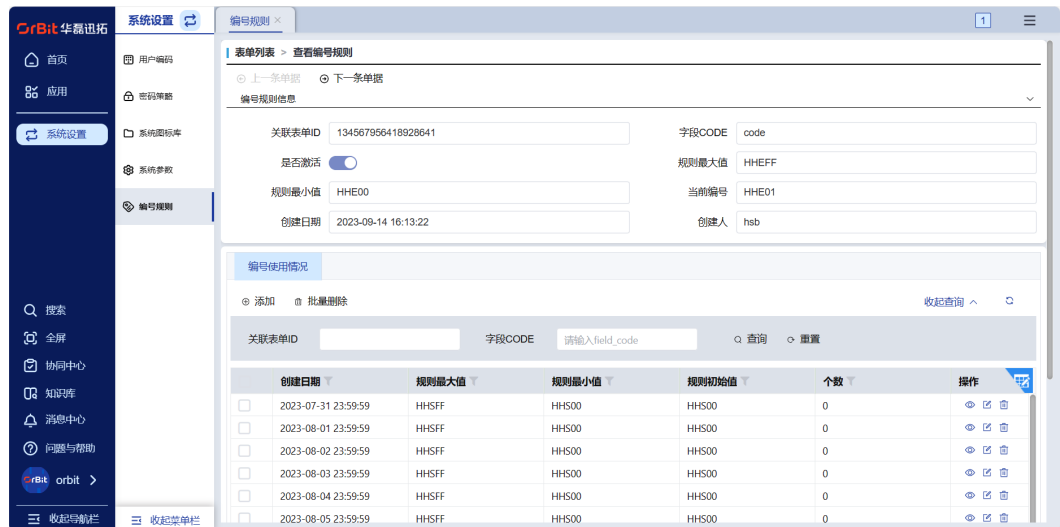 OrBit 华磊迅拓
首页
应用
系统设置
搜索
全屏
协同中心
知识库
消息中心
问题与帮助
OrBit orbit
收起导航栏
系统设置
用户编码
密码策略
系统图标库
系统参数
编号规则
收起菜单栏
编号规则 ×
1
表单列表 > 查看编号规则
上一条单据 下一条单据
编号规则信息
关联表单ID 134567956418928641 字段CODE code
是否激活 规则最大值 HHEFF
规则最小值 HHE00 当前编号 HHE01
创建日期 2023-09-14 16:13:22 创建人 hsb
编号使用情况
添加 批量删除 收起查询
关联表单ID 字段CODE 请输入field_code 查询 重置
创建日期 规则最大值 规则最小值 规则初始值 个数 操作
2023-07-31 23:59:59 HHSFF HHS00 HHS00 0
2023-08-01 23:59:59 HHSFF HHS00 HHS00 0
2023-08-02 23:59:59 HHSFF HHS00 HHS00 0
2023-08-03 23:59:59 HHSFF HHS00 HHS00 0
2023-08-04 23:59:59 HHSFF HHS00 HHS00 0
2023-08-05 23:59:59 HHSFF HHS00 HHS00 0